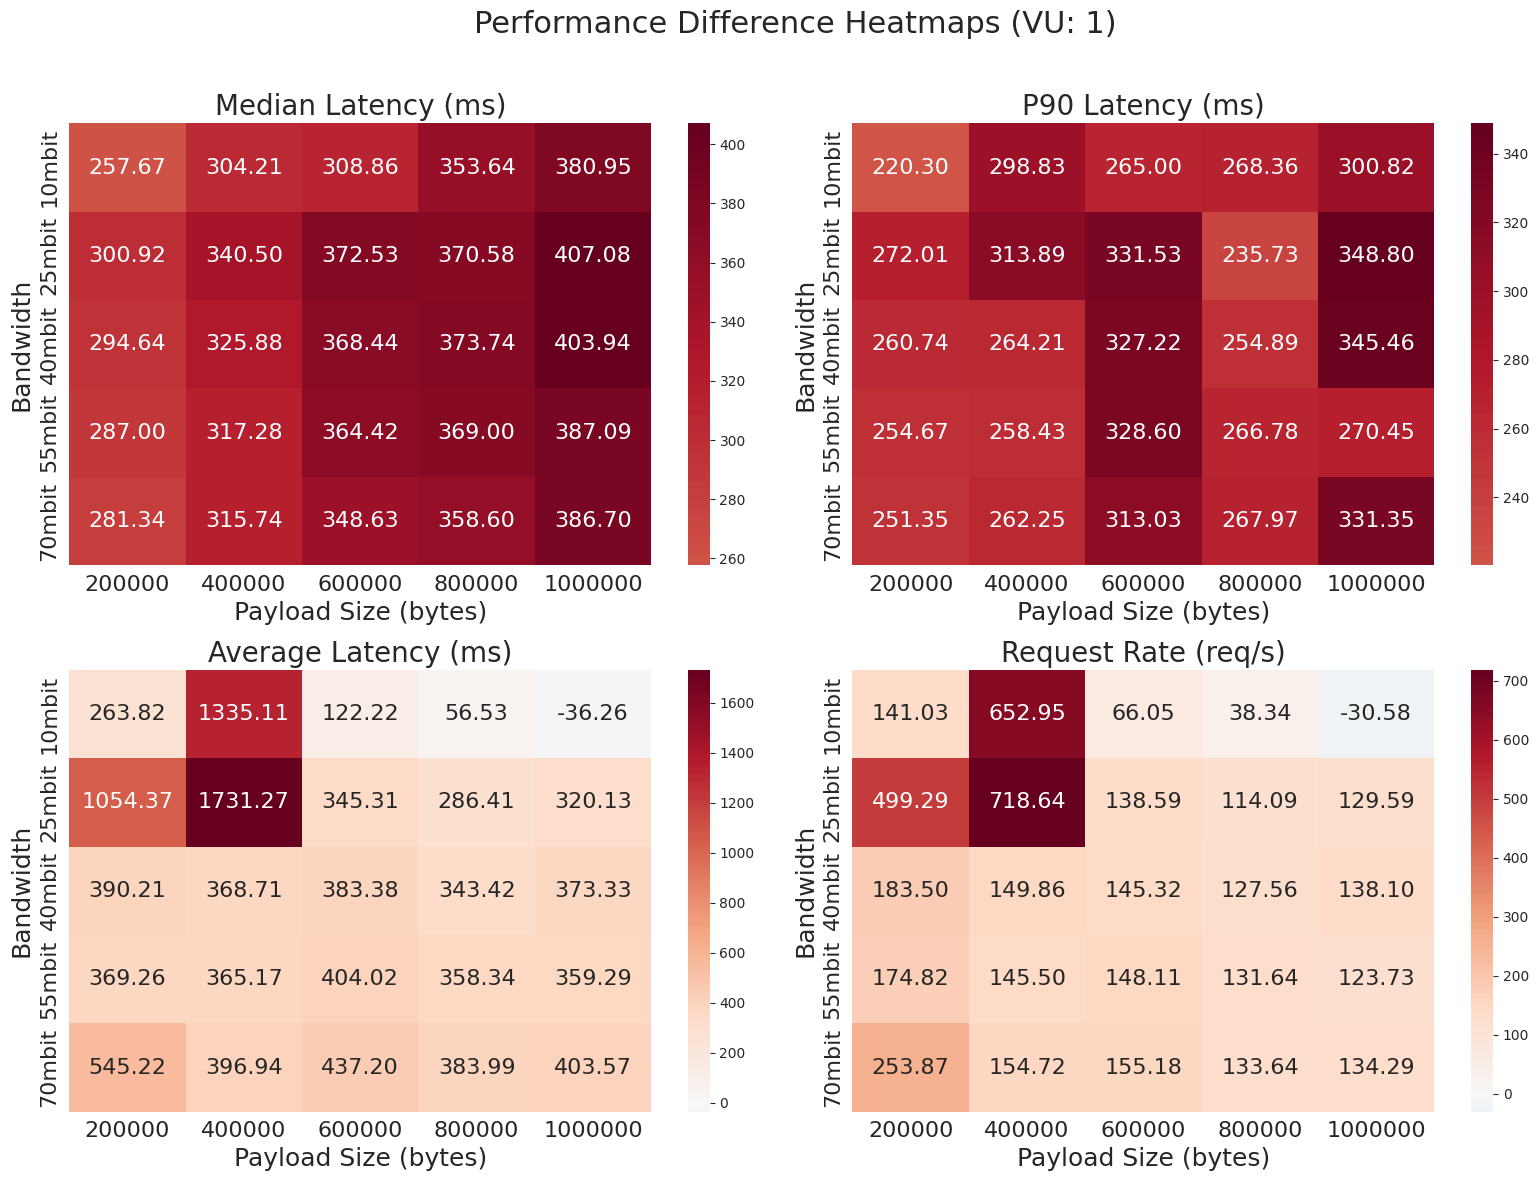 Performance Difference Heatmaps (VU: 1)
Median Latency (ms)
Bandwidth
10mbit 257.67 304.21 308.86 353.64 380.95
25mbit 300.92 340.50 372.53 370.58 407.08
40mbit 294.64 325.88 368.44 373.74 403.94
55mbit 287.00 317.28 364.42 369.00 387.09
70mbit 281.34 315.74 348.63 358.60 386.70
200000 400000 600000 800000 1000000
Payload Size (bytes)
400
380
360
340
320
300
280
260
P90 Latency (ms)
Bandwidth
10mbit 220.30 298.83 265.00 268.36 300.82
25mbit 272.01 313.89 331.53 235.73 348.80
40mbit 260.74 264.21 327.22 254.89 345.46
55mbit 254.67 258.43 328.60 266.78 270.45
70mbit 251.35 262.25 313.03 267.97 331.35
200000 400000 600000 800000 1000000
Payload Size (bytes)
340
320
300
280
260
240
Average Latency (ms)
Bandwidth
10mbit 263.82 1335.11 122.22 56.53 -36.26
25mbit 1054.37 1731.27 345.31 286.41 320.13
40mbit 390.21 368.71 383.38 343.42 373.33
55mbit 369.26 365.17 404.02 358.34 359.29
70mbit 545.22 396.94 437.20 383.99 403.57
200000 400000 600000 800000 1000000
Payload Size (bytes)
1600
1400
1200
1000
800
600
400
200
0
Request Rate (req/s)
Bandwidth
10mbit 141.03 652.95 66.05 38.34 -30.58
25mbit 499.29 718.64 138.59 114.09 129.59
40mbit 183.50 149.86 145.32 127.56 138.10
55mbit 174.82 145.50 148.11 131.64 123.73
70mbit 253.87 154.72 155.18 133.64 134.29
200000 400000 600000 800000 1000000
Payload Size (bytes)
700
600
500
400
300
200
100
0